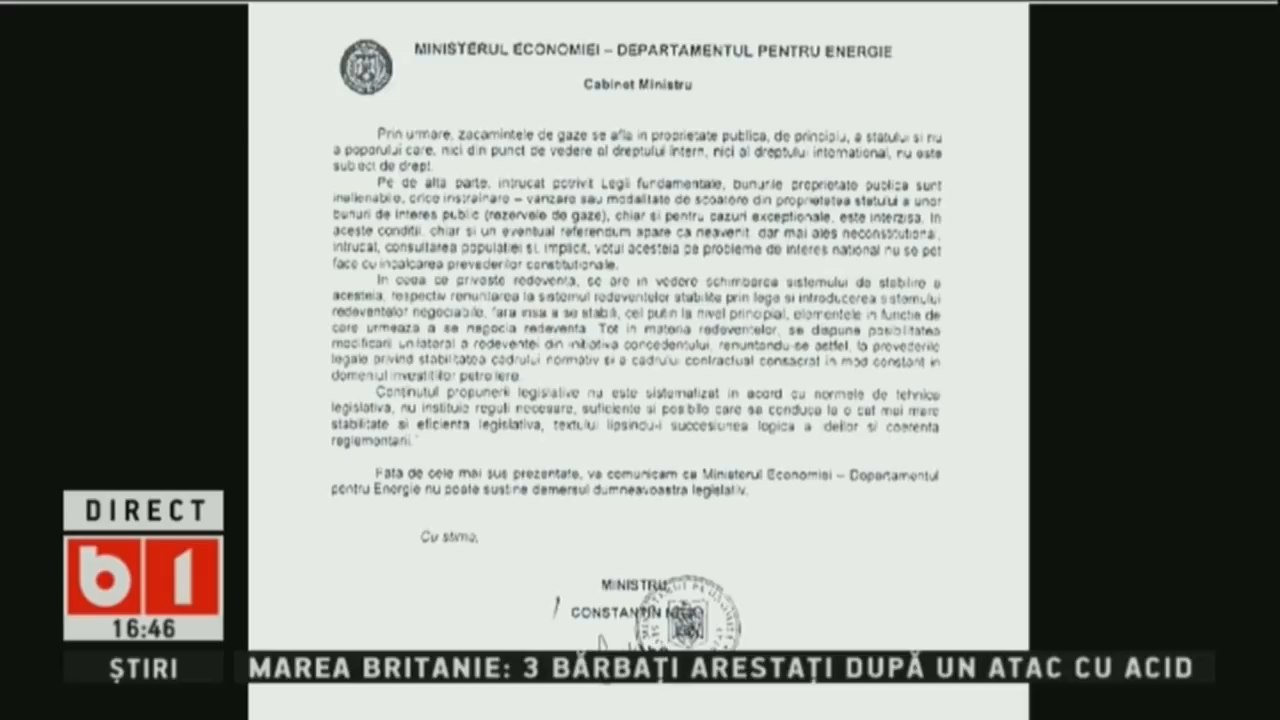 MINISTERUL ECONOMIEI – DEPARTAMENTUL PENTRU ENERGIE
Cabinet Ministru
Prin urmare, zacamintele de gaze se afla in proprietate publica, de principiu, a statului si nu
a poporului care, nici din punct de vedere al dreptului intern, nici al dreptului international, nu este
subiect de drept.
Pe de alta parte, intrucat potrivit Legii fundamentale, bunurile proprietate publica sunt
inalienabile, orice instrainare – vanzare sau modalitate de scoatere din proprietatea statului a unor
bunuri de interes public (rezervele de gaze), chiar si pentru cazuri exceptionale, este interzisa. In
aceste conditii, chiar si un eventual referendum apare ca neavenit, dar mai ales neconstitutional,
intrucat, consultarea populatiei si, implicit, votul acesteia pe probleme de interes national nu se pot
face cu incalcarea prevederilor constitutionale.
In ceea ce priveste redeventa, se are in vedere schimbarea sistemului de stabilire a
acesteia, respectiv renuntarea la sistemul redeventelor stabilite prin lege si introducerea sistemului
redeventelor negociabile, fara insa a se stabili, cel putin la nivel principial, elementele in functie de
care urmeaza a se negocia redeventa. Tot in materia redeventelor, se dispune posibilitatea
modificarii unilateral a redeventei din initiativa concedentului, renuntandu-se astfel, la prevederile
legale privind stabilitatea cadrului normativ si a cadrului contractual consacrat in mod constant in
domeniul investitiilor petroliere.
Continutul propunerii legislative nu este sistematizat in acord cu normele de tehnica
legislativa, nu instituie reguli necesare, suficiente si posibile care sa conduca la o cat mai mare
stabilitate si eficienta legislativa, textului lipsindu-i succesiunea logica a ideilor si coerenta
reglementarii.
Fata de cele mai sus prezentate, va comunicam ca Ministerul Economiei – Departamentul
pentru Energie nu poate sustine demersul dumneavoastra legislativ.
Cu stima,
MINISTRU,
CONSTANTIN
DIRECT
b1
16:46
ȘTIRI MAREA BRITANIE: 3 BĂRBAȚI ARESTAȚI DUPĂ UN ATAC CU ACID